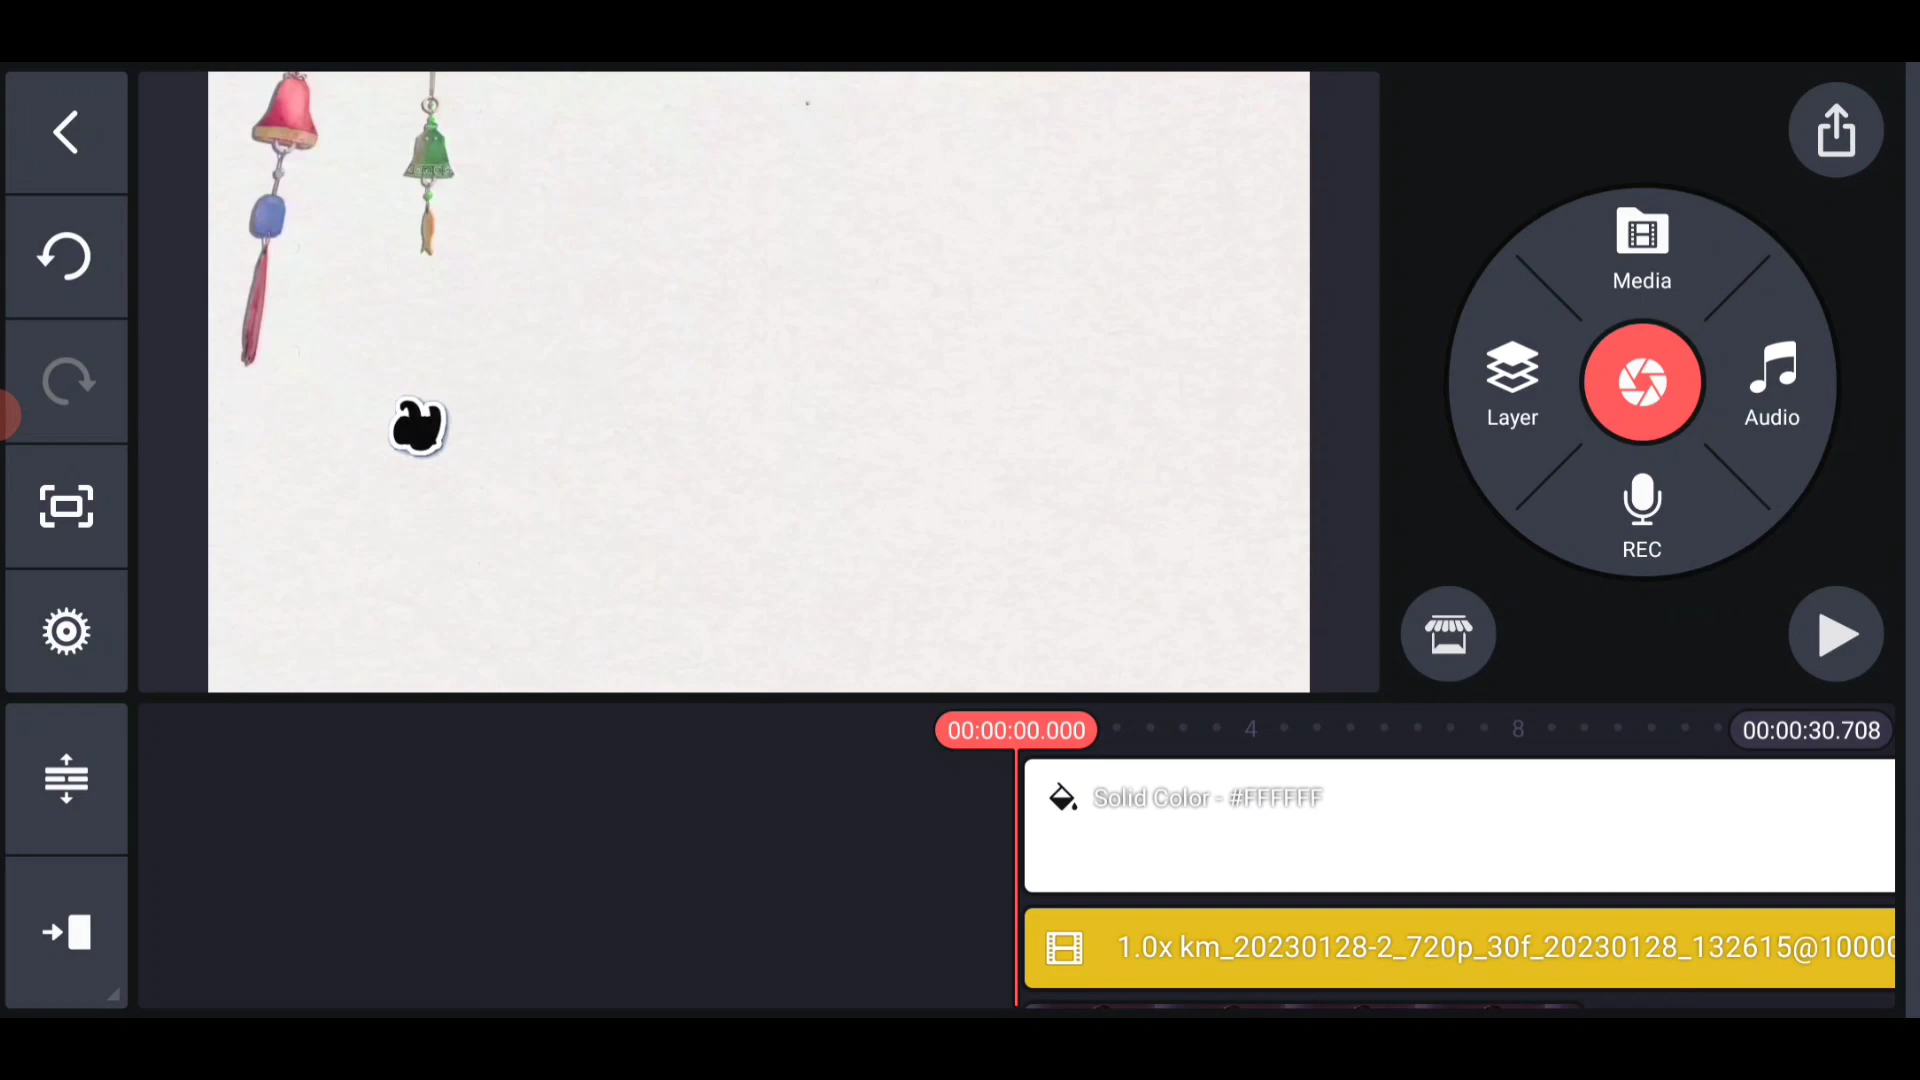 Media
Layer
Audio
REC
00:00:00.000
4
8
00:00:30.708
Solid Color - #FFFFFF
1.0x km_20230128-2_720p_30f_20230128_132615@10000